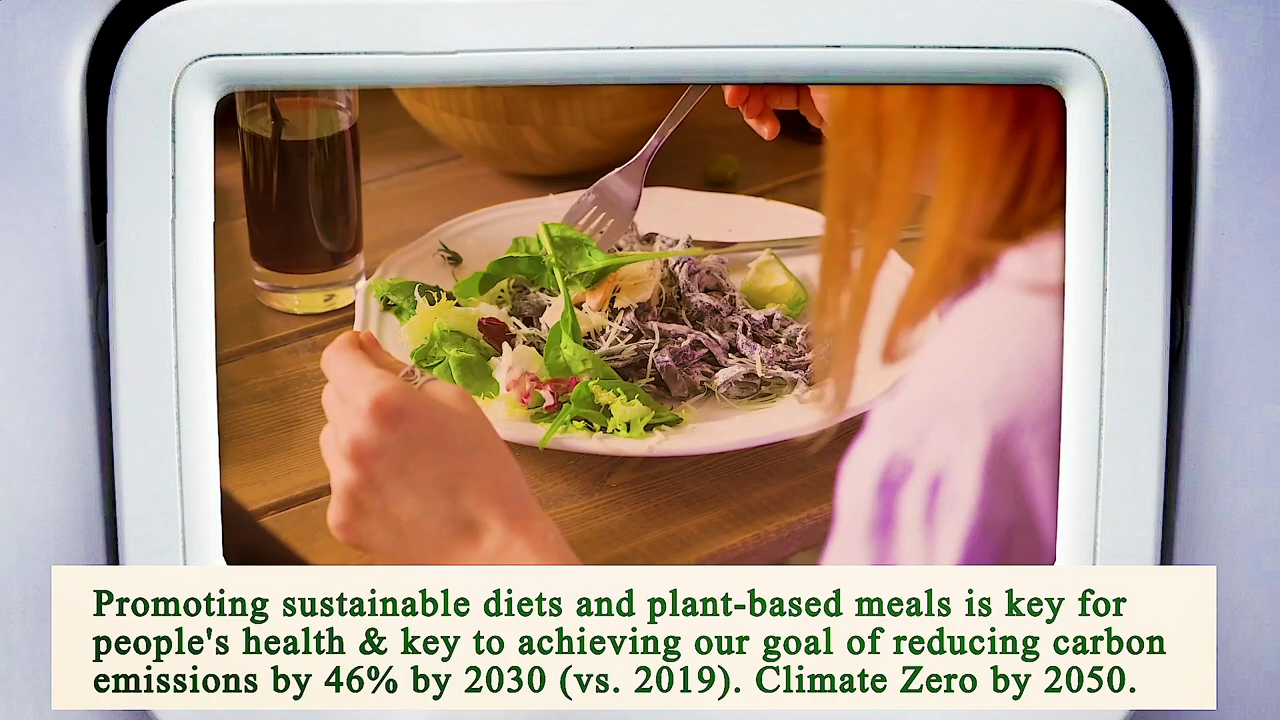 Promoting sustainable diets and plant-based meals is key for
people's health & key to achieving our goal of reducing carbon
emissions by 46% by 2030 (vs. 2019). Climate Zero by 2050.